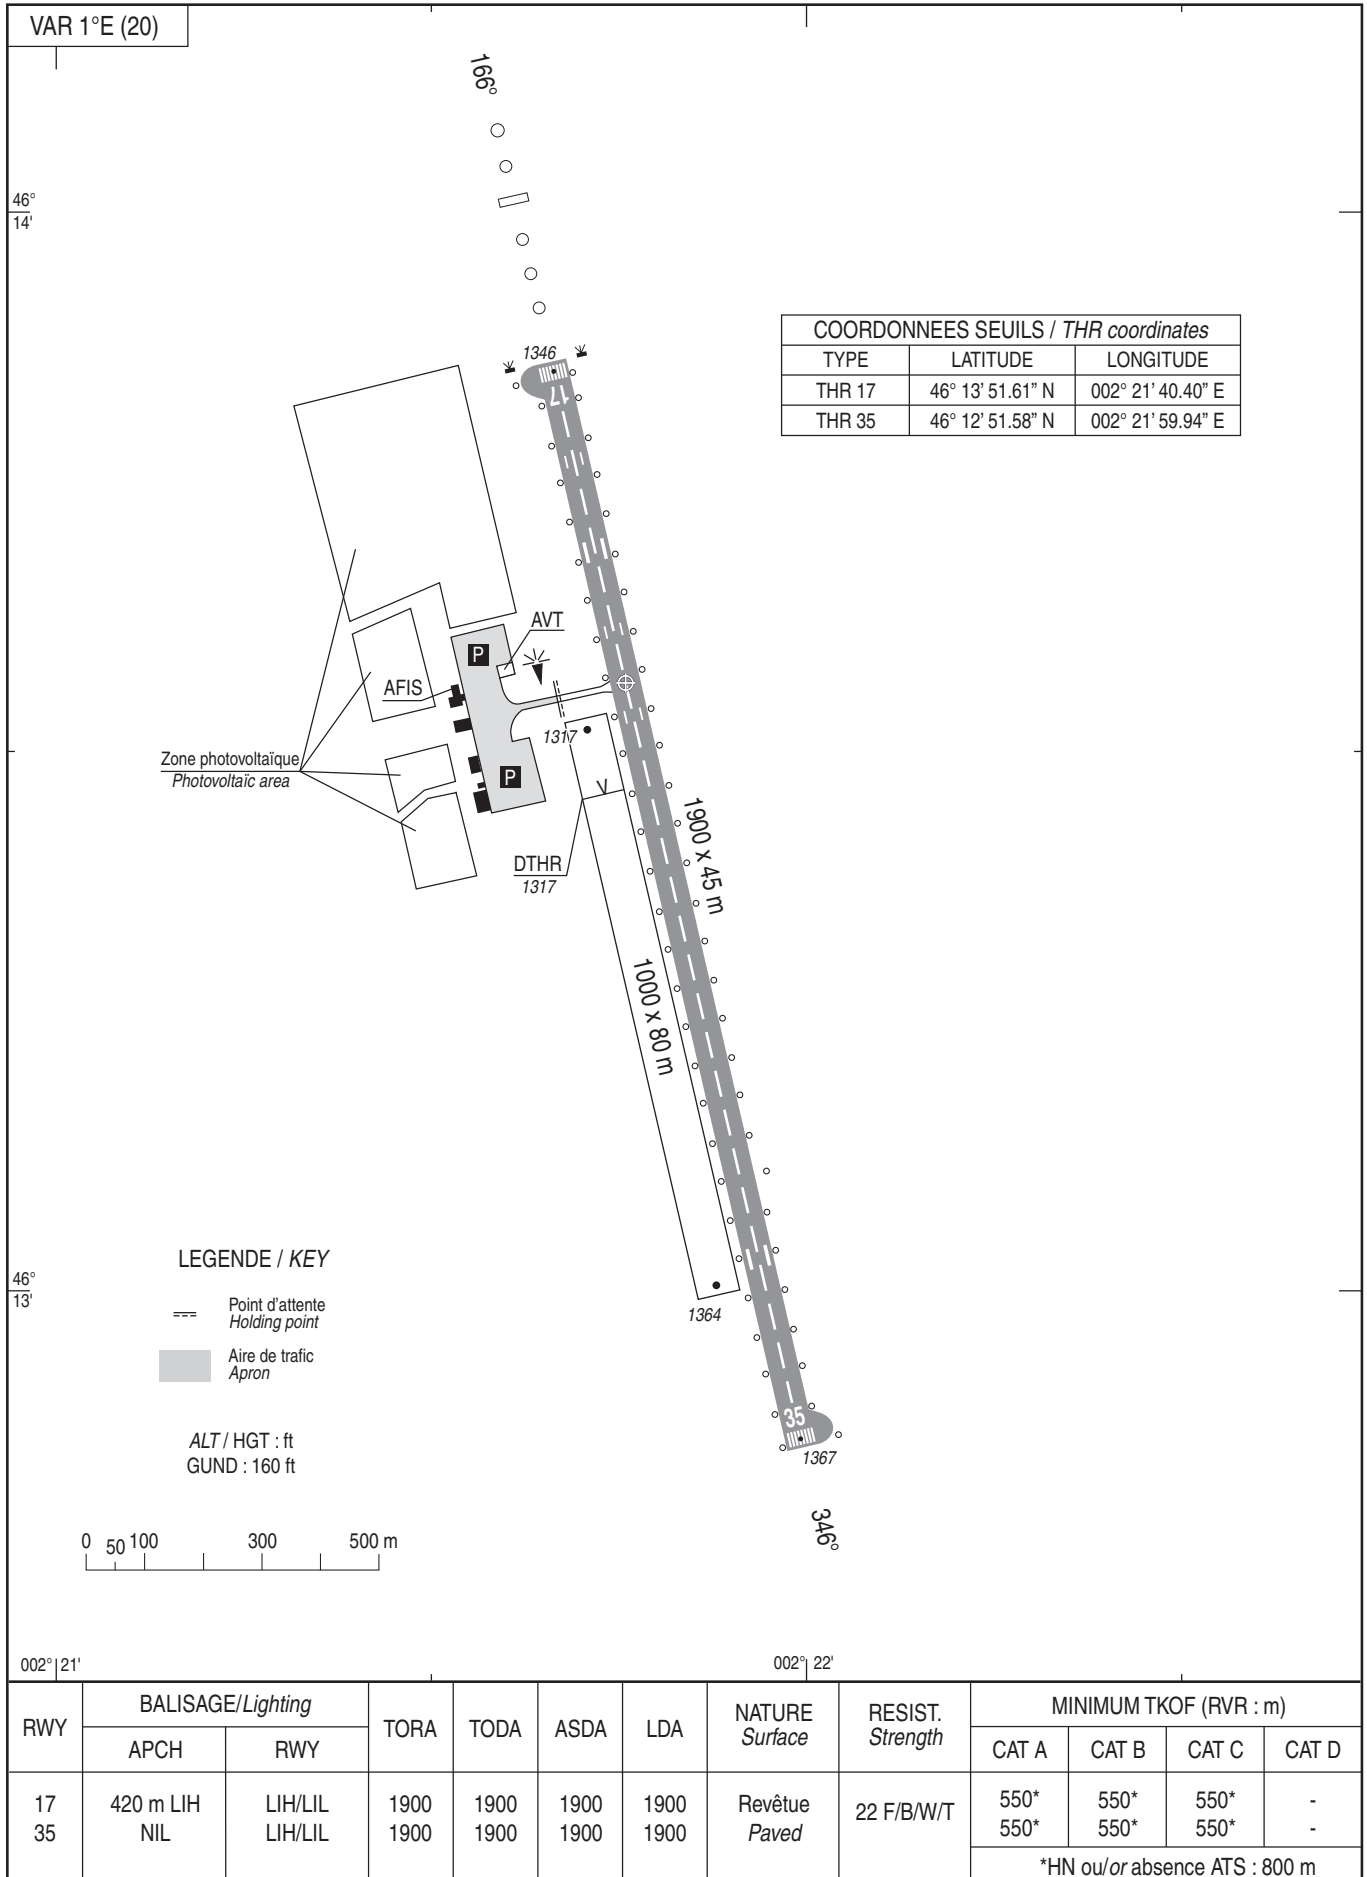 VAR 1°E (20)
166°
46°
14'
COORDONNEES SEUILS / THR coordinates
TYPE LATITUDE LONGITUDE
THR 17 46° 13’ 51.61” N 002° 21’ 40.40” E
THR 35 46° 12’ 51.58” N 002° 21’ 59.94” E
1346
17
AVT
P
AFIS
1317
Zone photovoltaïque
Photovoltaïc area
P
V
1900 x 45 m
DTHR
1317
1000 x 80 m
LEGENDE / KEY
46°
13'
Point d’attente
Holding point
1364
Aire de trafic
Apron
35
ALT / HGT : ft
1367
GUND : 160 ft
346°
0 50 100 300 500 m
002° 21' 002° 22'
RWY BALISAGE/Lighting TORA TODA ASDA LDA NATURE Surface RESIST. Strength MINIMUM TKOF (RVR : m)
APCH RWY CAT A CAT B CAT C CAT D
17 420 m LIH LIH/LIL 1900 1900 1900 1900 Revêtue 22 F/B/W/T 550* 550* 550* -
35 NIL LIH/LIL 1900 1900 1900 1900 Paved 550* 550* 550* -
*HN ou/or absence ATS : 800 m